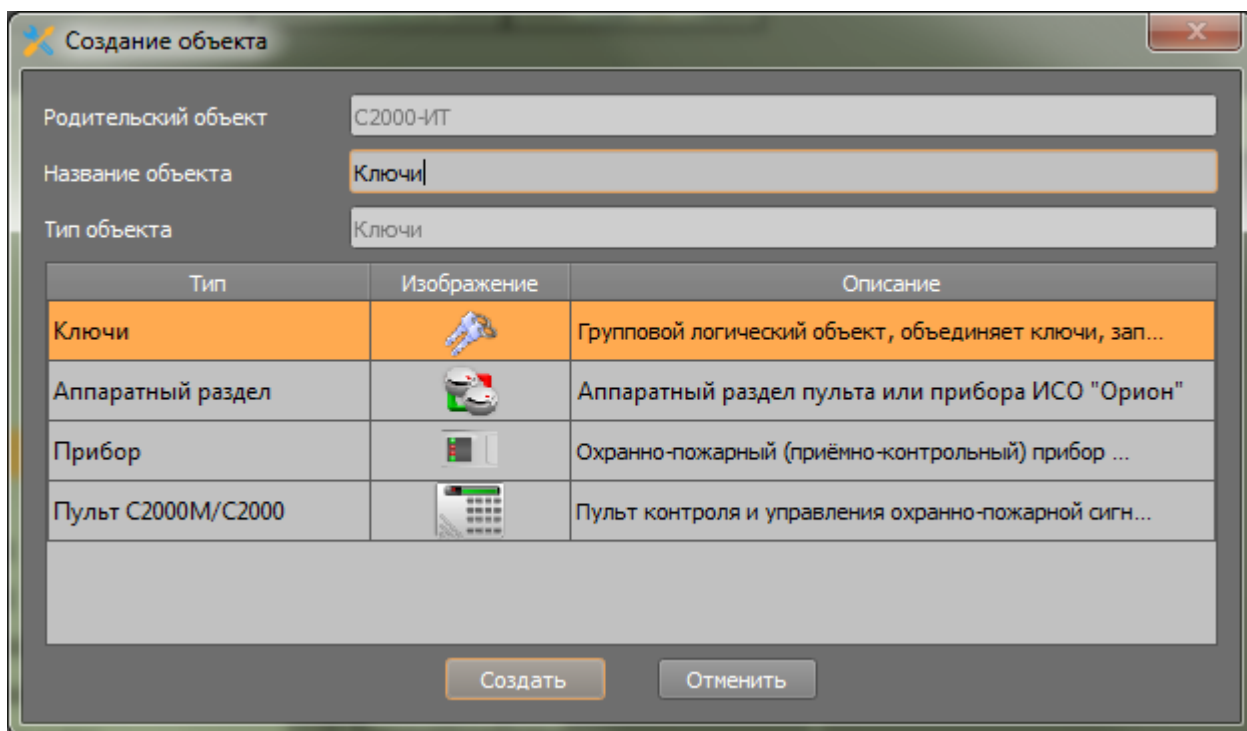 Создание объекта
Родительский объект С2000-ИТ
Название объекта Ключи
Тип объекта Ключи
Тип Изображение Описание
Ключи Групповой логический объект, объединяет ключи, зап...
Аппаратный раздел Аппаратный раздел пульта или прибора ИСО "Орион"
Прибор Охранно-пожарный (приёмно-контрольный) прибор ...
Пульт С2000М/С2000 Пульт контроля и управления охранно-пожарной сигн...
Создать Отменить